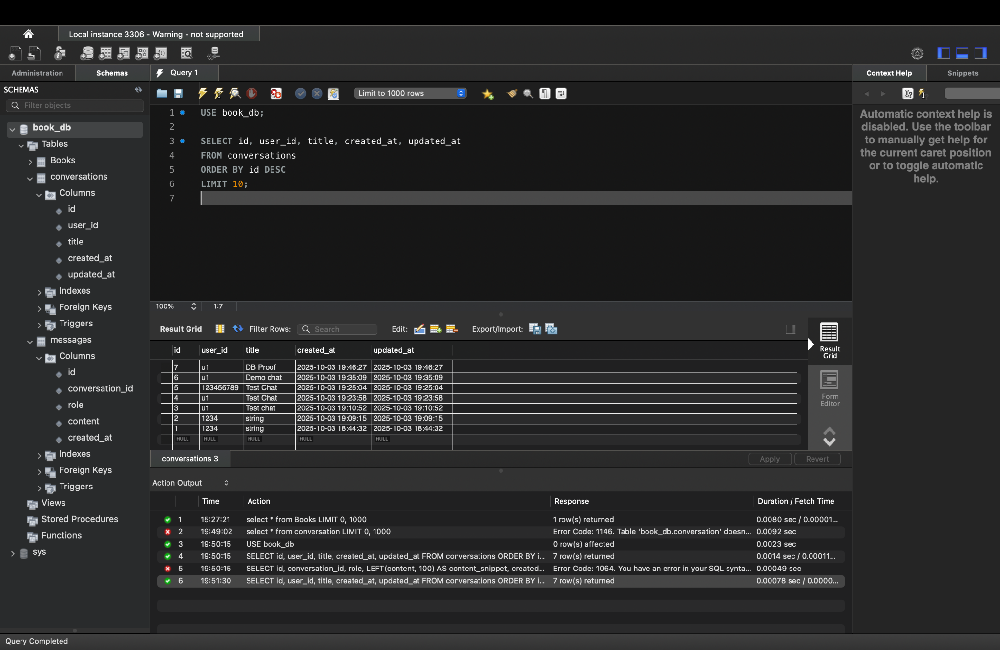 Local instance 3306 - Warning - not supported
Administration
Schemas
Query 1
Context Help
Snippets
SCHEMAS
Filter objects
Limit to 1000 rows
book_db
Tables
Books
conversations
Columns
id
user_id
title
created_at
updated_at
Indexes
Foreign Keys
Triggers
messages
Columns
id
conversation_id
role
content
created_at
Indexes
Foreign Keys
Triggers
Views
Stored Procedures
Functions
sys
1 USE book_db;
2
3 SELECT id, user_id, title, created_at, updated_at
4 FROM conversations
5 ORDER BY id DESC
6 LIMIT 10;
7
Automatic context help is
disabled. Use the toolbar
to manually get help for
the current caret position
or to toggle automatic
help.
100% 1:7
Result Grid Filter Rows: Search Edit: Export/Import:
id user_id title created_at updated_at
7 u1 DB Proof 2025-10-03 19:46:27 2025-10-03 19:46:27
6 u1 Demo chat 2025-10-03 19:35:09 2025-10-03 19:35:09
5 123456789 Test Chat 2025-10-03 19:25:04 2025-10-03 19:25:04
4 u1 Test Chat 2025-10-03 19:23:58 2025-10-03 19:23:58
3 u1 Test chat 2025-10-03 19:10:52 2025-10-03 19:10:52
2 1234 string 2025-10-03 19:09:15 2025-10-03 19:09:15
1 1234 string 2025-10-03 18:44:32 2025-10-03 18:44:32
NULL NULL NULL NULL NULL
Result
Grid
Form
Editor
conversations 3
Apply
Revert
Action Output
Time Action Response Duration / Fetch Time
1 15:27:21 select * from Books LIMIT 0, 1000 1 row(s) returned 0.0080 sec / 0.00001...
2 19:49:02 select * from conversation LIMIT 0, 1000 Error Code: 1146. Table 'book_db.conversation' doesn... 0.0092 sec
3 19:50:15 USE book_db 0 row(s) affected 0.0023 sec
4 19:50:15 SELECT id, user_id, title, created_at, updated_at FROM conversations ORDER BY i... 7 row(s) returned 0.0014 sec / 0.00011...
5 19:50:15 SELECT id, conversation_id, role, LEFT(content, 100) AS content_snippet, created... Error Code: 1064. You have an error in your SQL synta... 0.00049 sec
6 19:51:30 SELECT id, user_id, title, created_at, updated_at FROM conversations ORDER BY i... 7 row(s) returned 0.00078 sec / 0.0000...
Query Completed